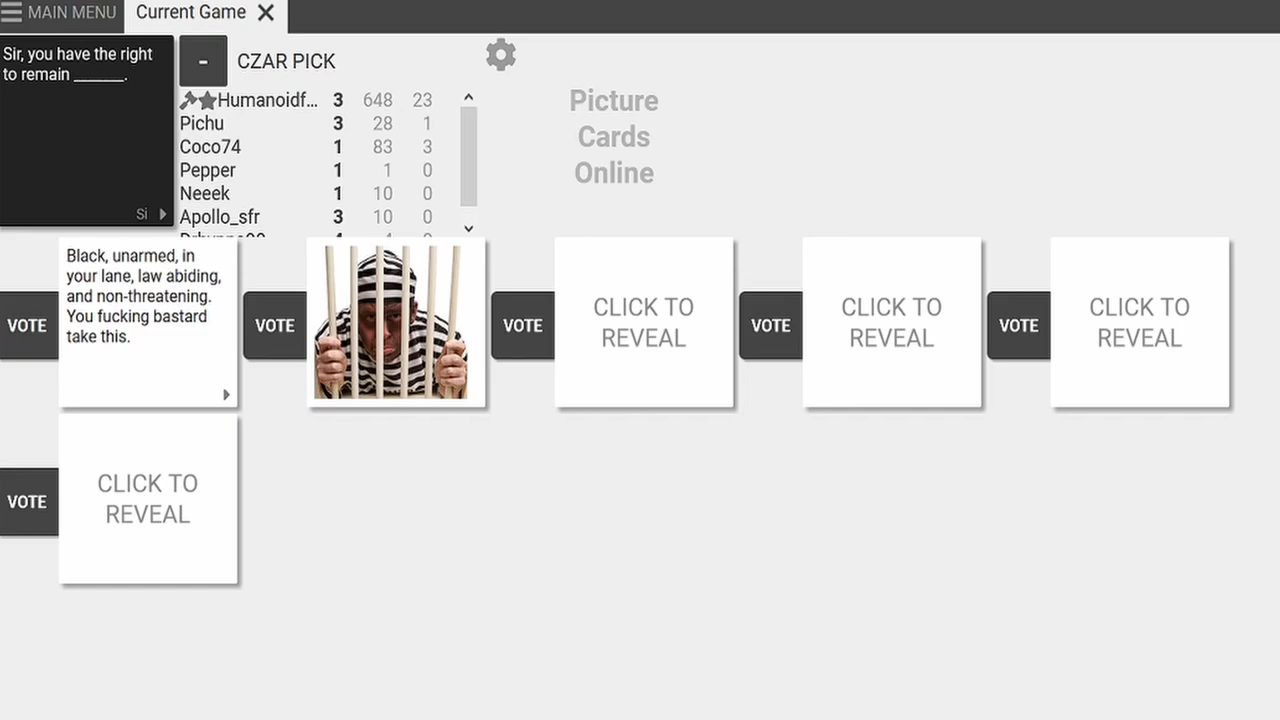 MAIN MENU
Current Game
Sir, you have the right
to remain ______.
Si
-
CZAR PICK
Humanoidf... 3 648 23
Pichu 3 28 1
Coco74 1 83 3
Pepper 1 1 0
Neeek 1 10 0
Apollo_sfr 3 10 0
Picture
Cards
Online
VOTE
Black, unarmed, in
your lane, law abiding,
and non-threatening.
You fucking bastard
take this.
VOTE
VOTE
CLICK TO
REVEAL
VOTE
CLICK TO
REVEAL
VOTE
CLICK TO
REVEAL
VOTE
CLICK TO
REVEAL